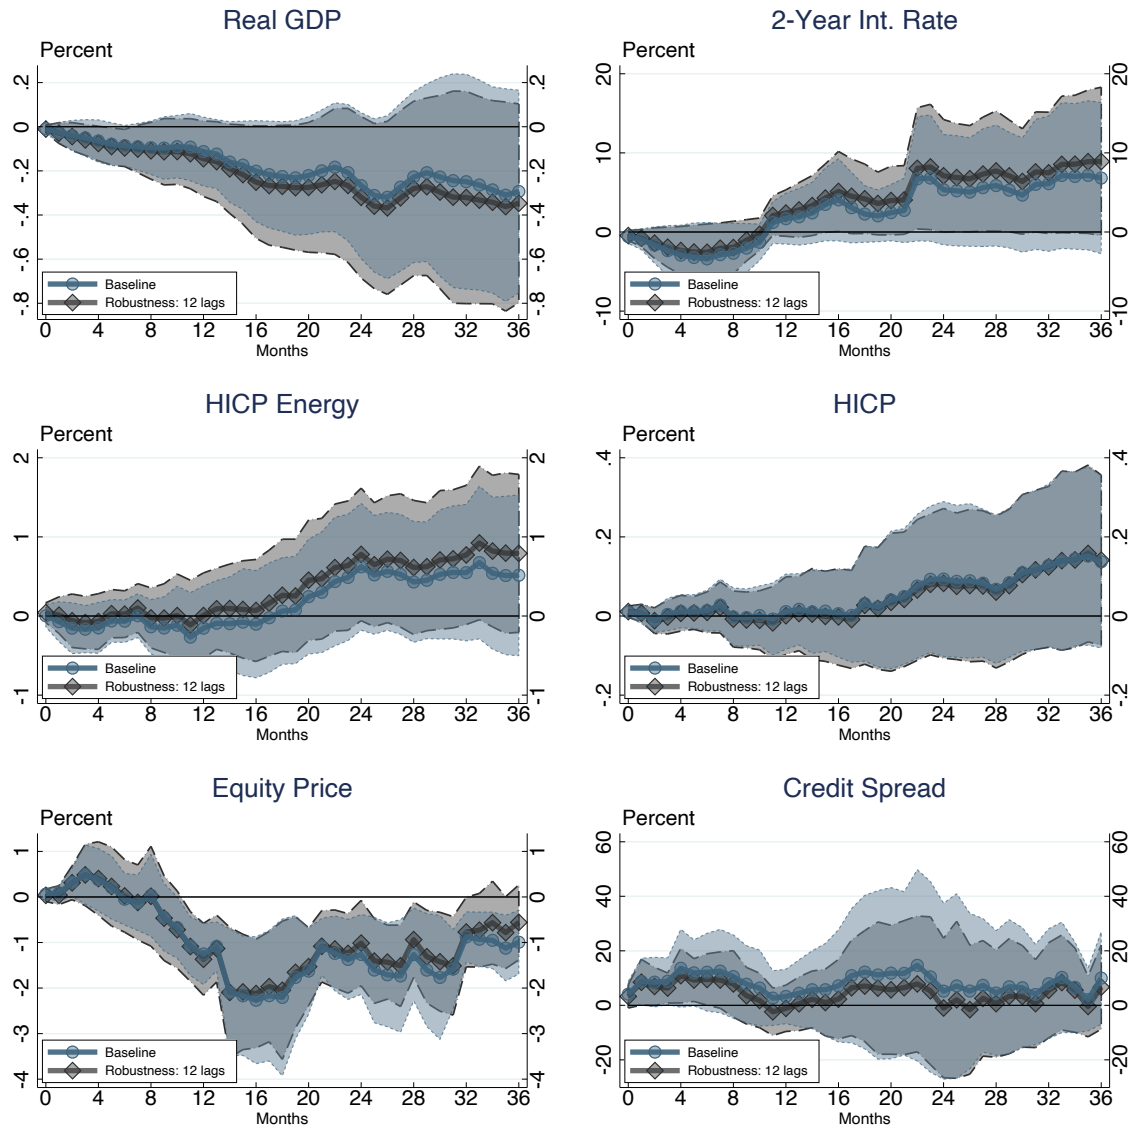 Real GDP
Percent
.2 .2
0 0
-.2 -.2
-.4 -.4
-.6 -.6
-.8 -.8
Baseline
Robustness: 12 lags
0 4 8 12 16 20 24 28 32 36
Months
2-Year Int. Rate
Percent
20 20
10 10
0 0
-10 -10
Baseline
Robustness: 12 lags
0 4 8 12 16 20 24 28 32 36
Months
HICP Energy
Percent
2 2
1 1
0 0
-1 -1
Baseline
Robustness: 12 lags
0 4 8 12 16 20 24 28 32 36
Months
HICP
Percent
.4 .4
.2 .2
0 0
-.2 -.2
Baseline
Robustness: 12 lags
0 4 8 12 16 20 24 28 32 36
Months
Equity Price
Percent
1 1
0 0
-1 -1
-2 -2
-3 -3
-4 -4
Baseline
Robustness: 12 lags
0 4 8 12 16 20 24 28 32 36
Months
Credit Spread
Percent
60 60
40 40
20 20
0 0
-20 -20
Baseline
Robustness: 12 lags
0 4 8 12 16 20 24 28 32 36
Months